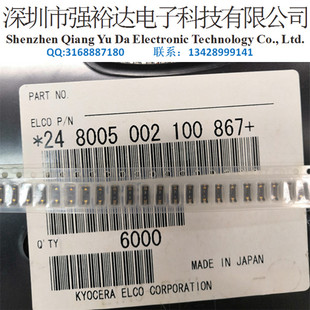 深圳市强裕达电子科技有限公司
Shenzhen Qiang Yu Da Electronic Technology Co., Ltd.
QQ:3168887180 联系: 13428999141
PART NO.
ELCO P/N
*24 8005 002 100 867+
Q'TY 6000
MADE IN JAPAN
KYOCERA ELCO CORPORATION